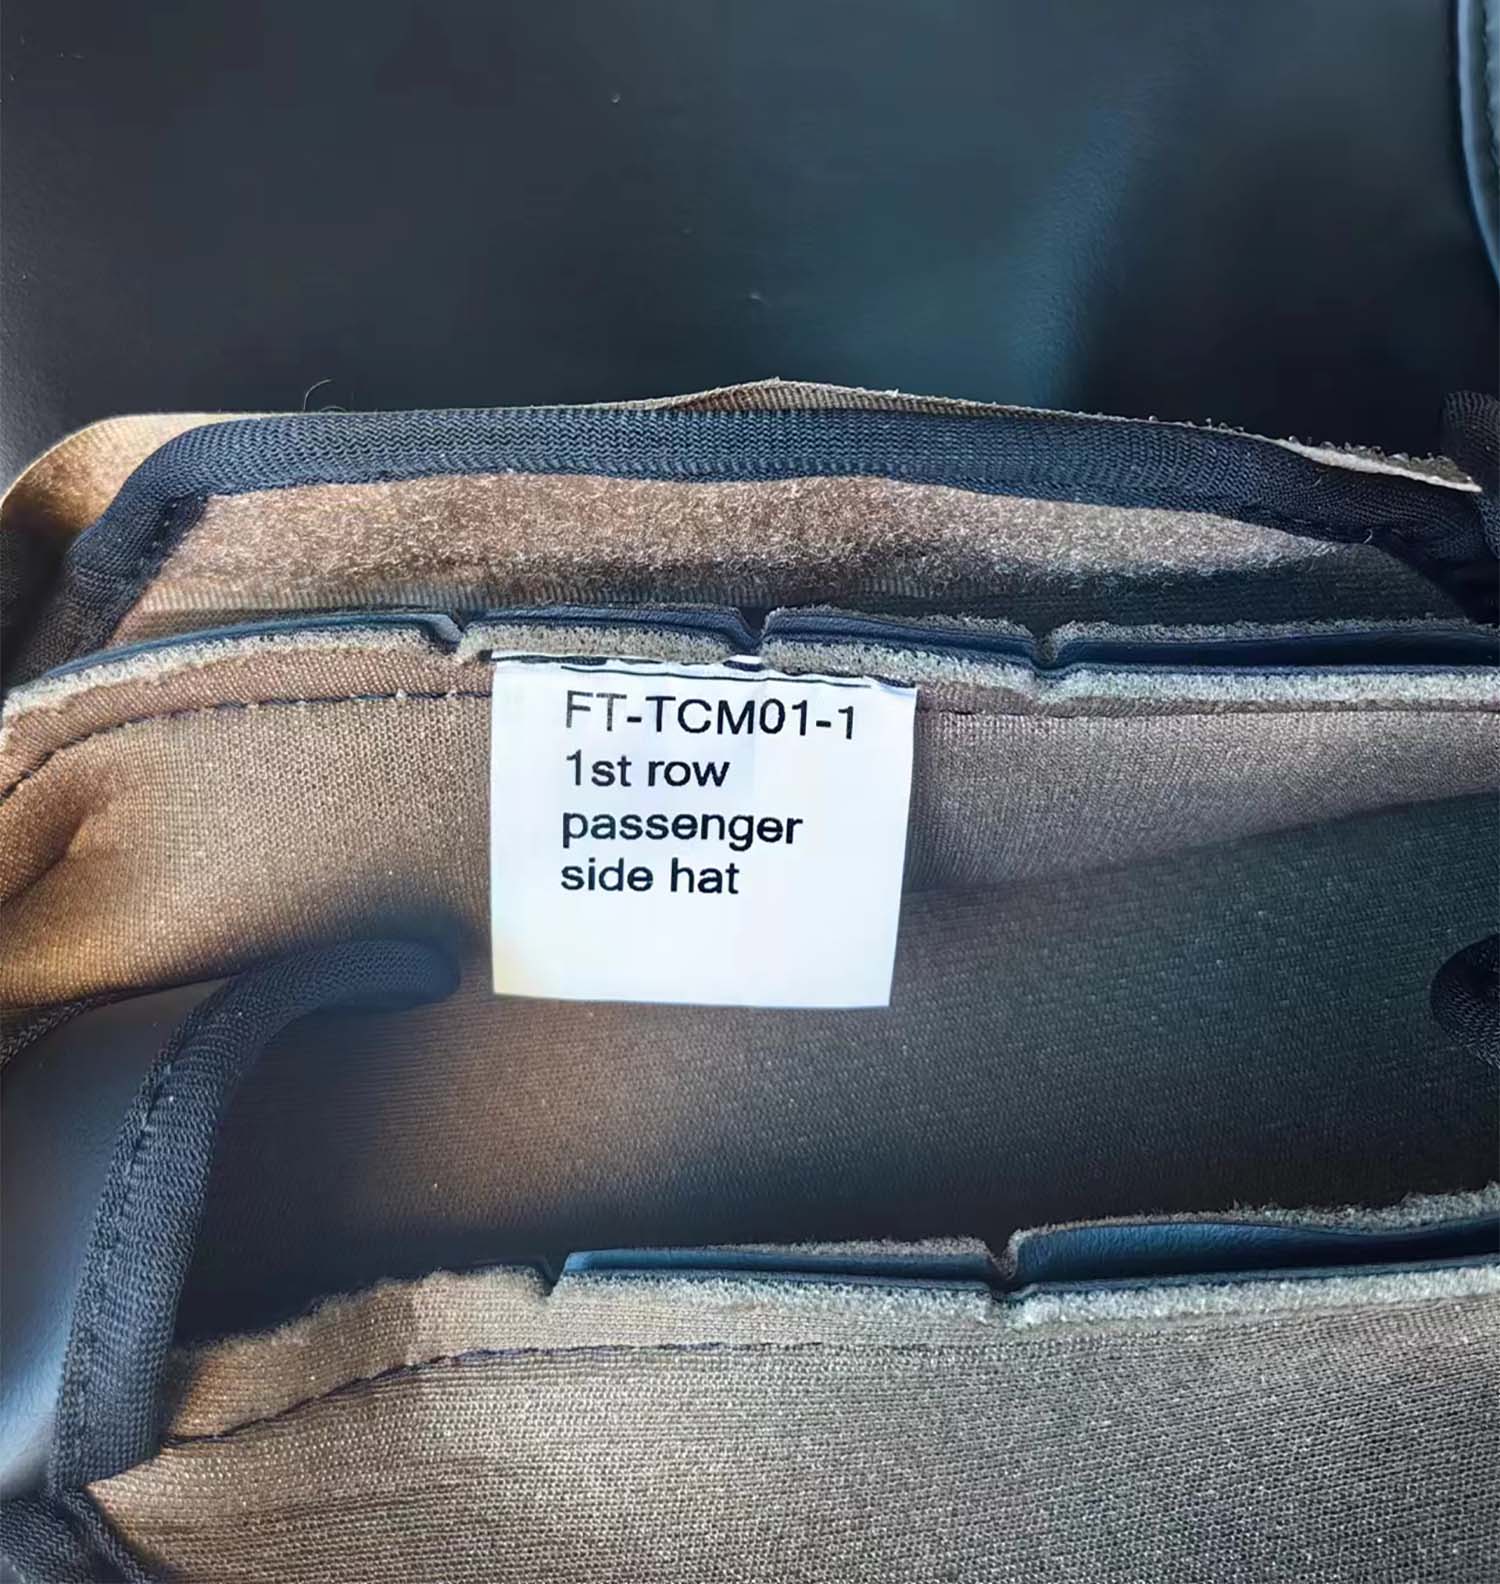 FT-TCM01-1
1st row
passenger
side hat